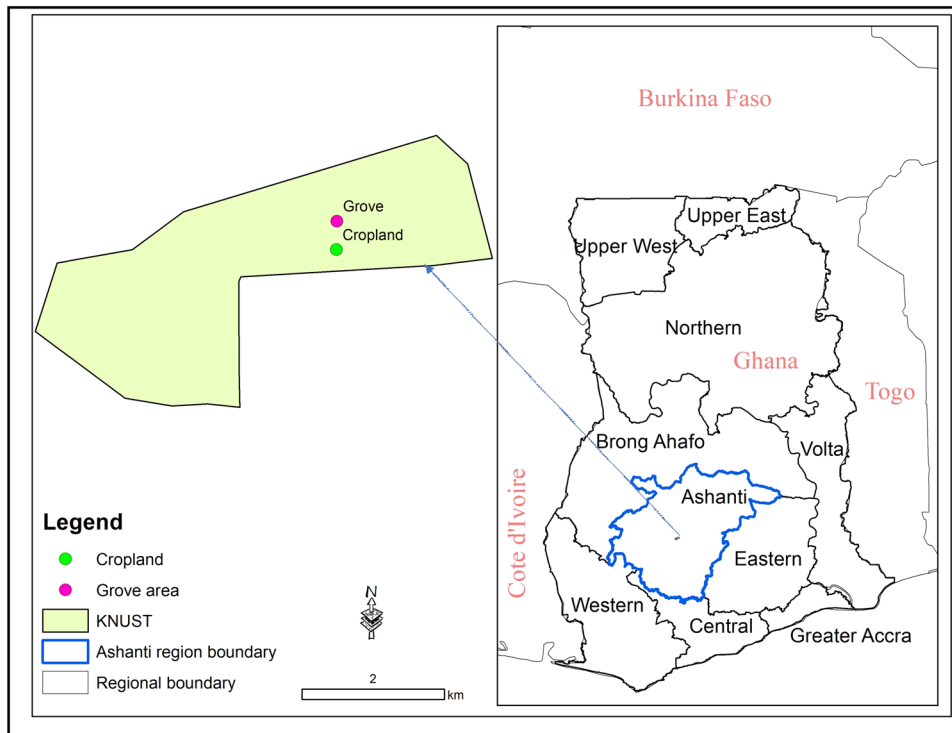 Grove
Cropland
Legend
Cropland
Grove area
KNUST
Ashanti region boundary
Regional boundary
N
2
km
Burkina Faso
Upper East
Upper West
Northern
Ghana
Togo
Brong Ahafo
Volta
Ashanti
Cote d'Ivoire
Eastern
Western
Central
Greater Accra